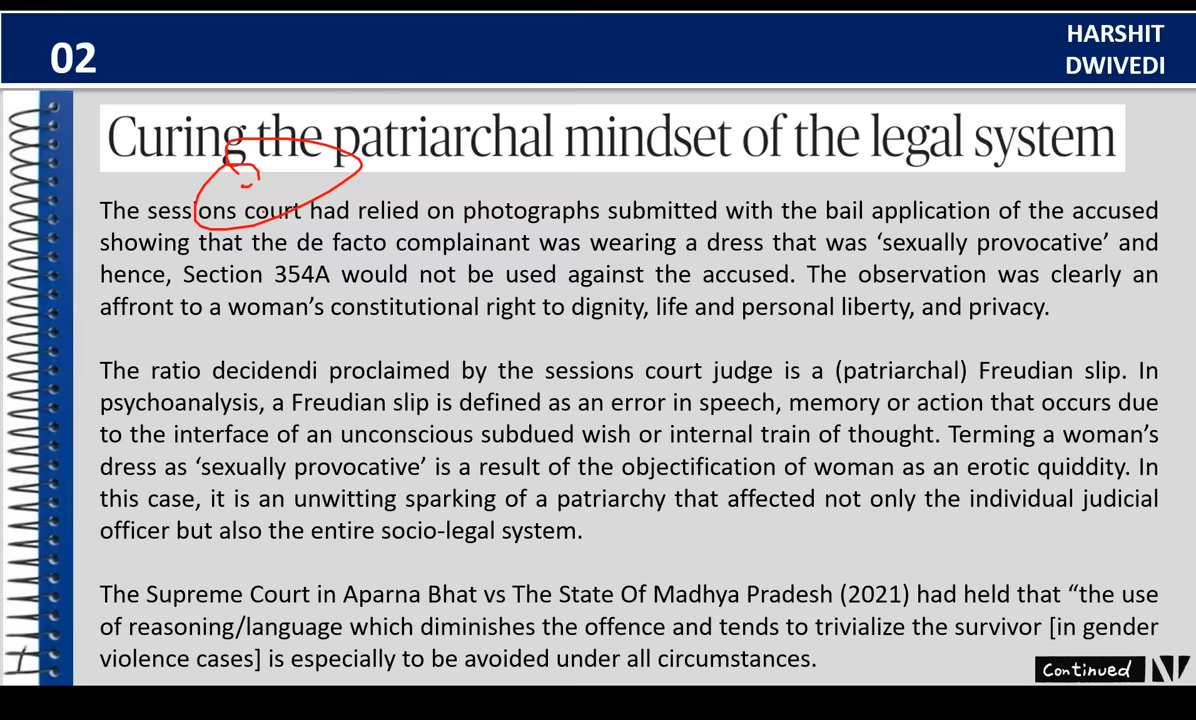 02
HARSHIT
DWIVEDI
Curing the patriarchal mindset of the legal system
The sessions court had relied on photographs submitted with the bail application of the accused
showing that the de facto complainant was wearing a dress that was ‘sexually provocative’ and
hence, Section 354A would not be used against the accused. The observation was clearly an
affront to a woman’s constitutional right to dignity, life and personal liberty, and privacy.
The ratio decidendi proclaimed by the sessions court judge is a (patriarchal) Freudian slip. In
psychoanalysis, a Freudian slip is defined as an error in speech, memory or action that occurs due
to the interface of an unconscious subdued wish or internal train of thought. Terming a woman’s
dress as ‘sexually provocative’ is a result of the objectification of woman as an erotic quiddity. In
this case, it is an unwitting sparking of a patriarchy that affected not only the individual judicial
officer but also the entire socio-legal system.
The Supreme Court in Aparna Bhat vs The State Of Madhya Pradesh (2021) had held that “the use
of reasoning/language which diminishes the offence and tends to trivialize the survivor [in gender
violence cases] is especially to be avoided under all circumstances.
Continued